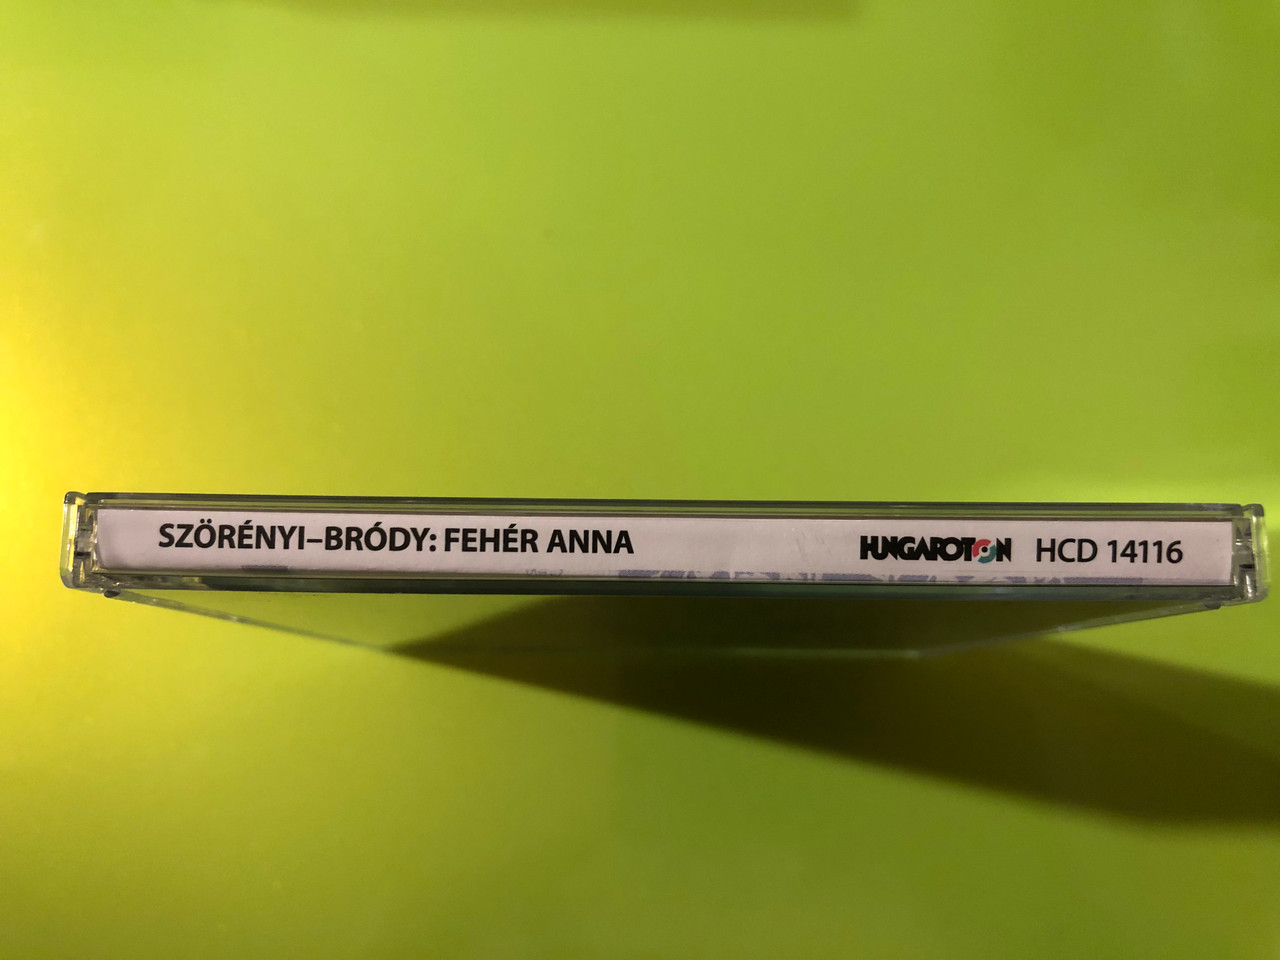 SZÖRÉNYI–BRÓDY: FEHÉR ANNA HUNGAROTON HCD 14116